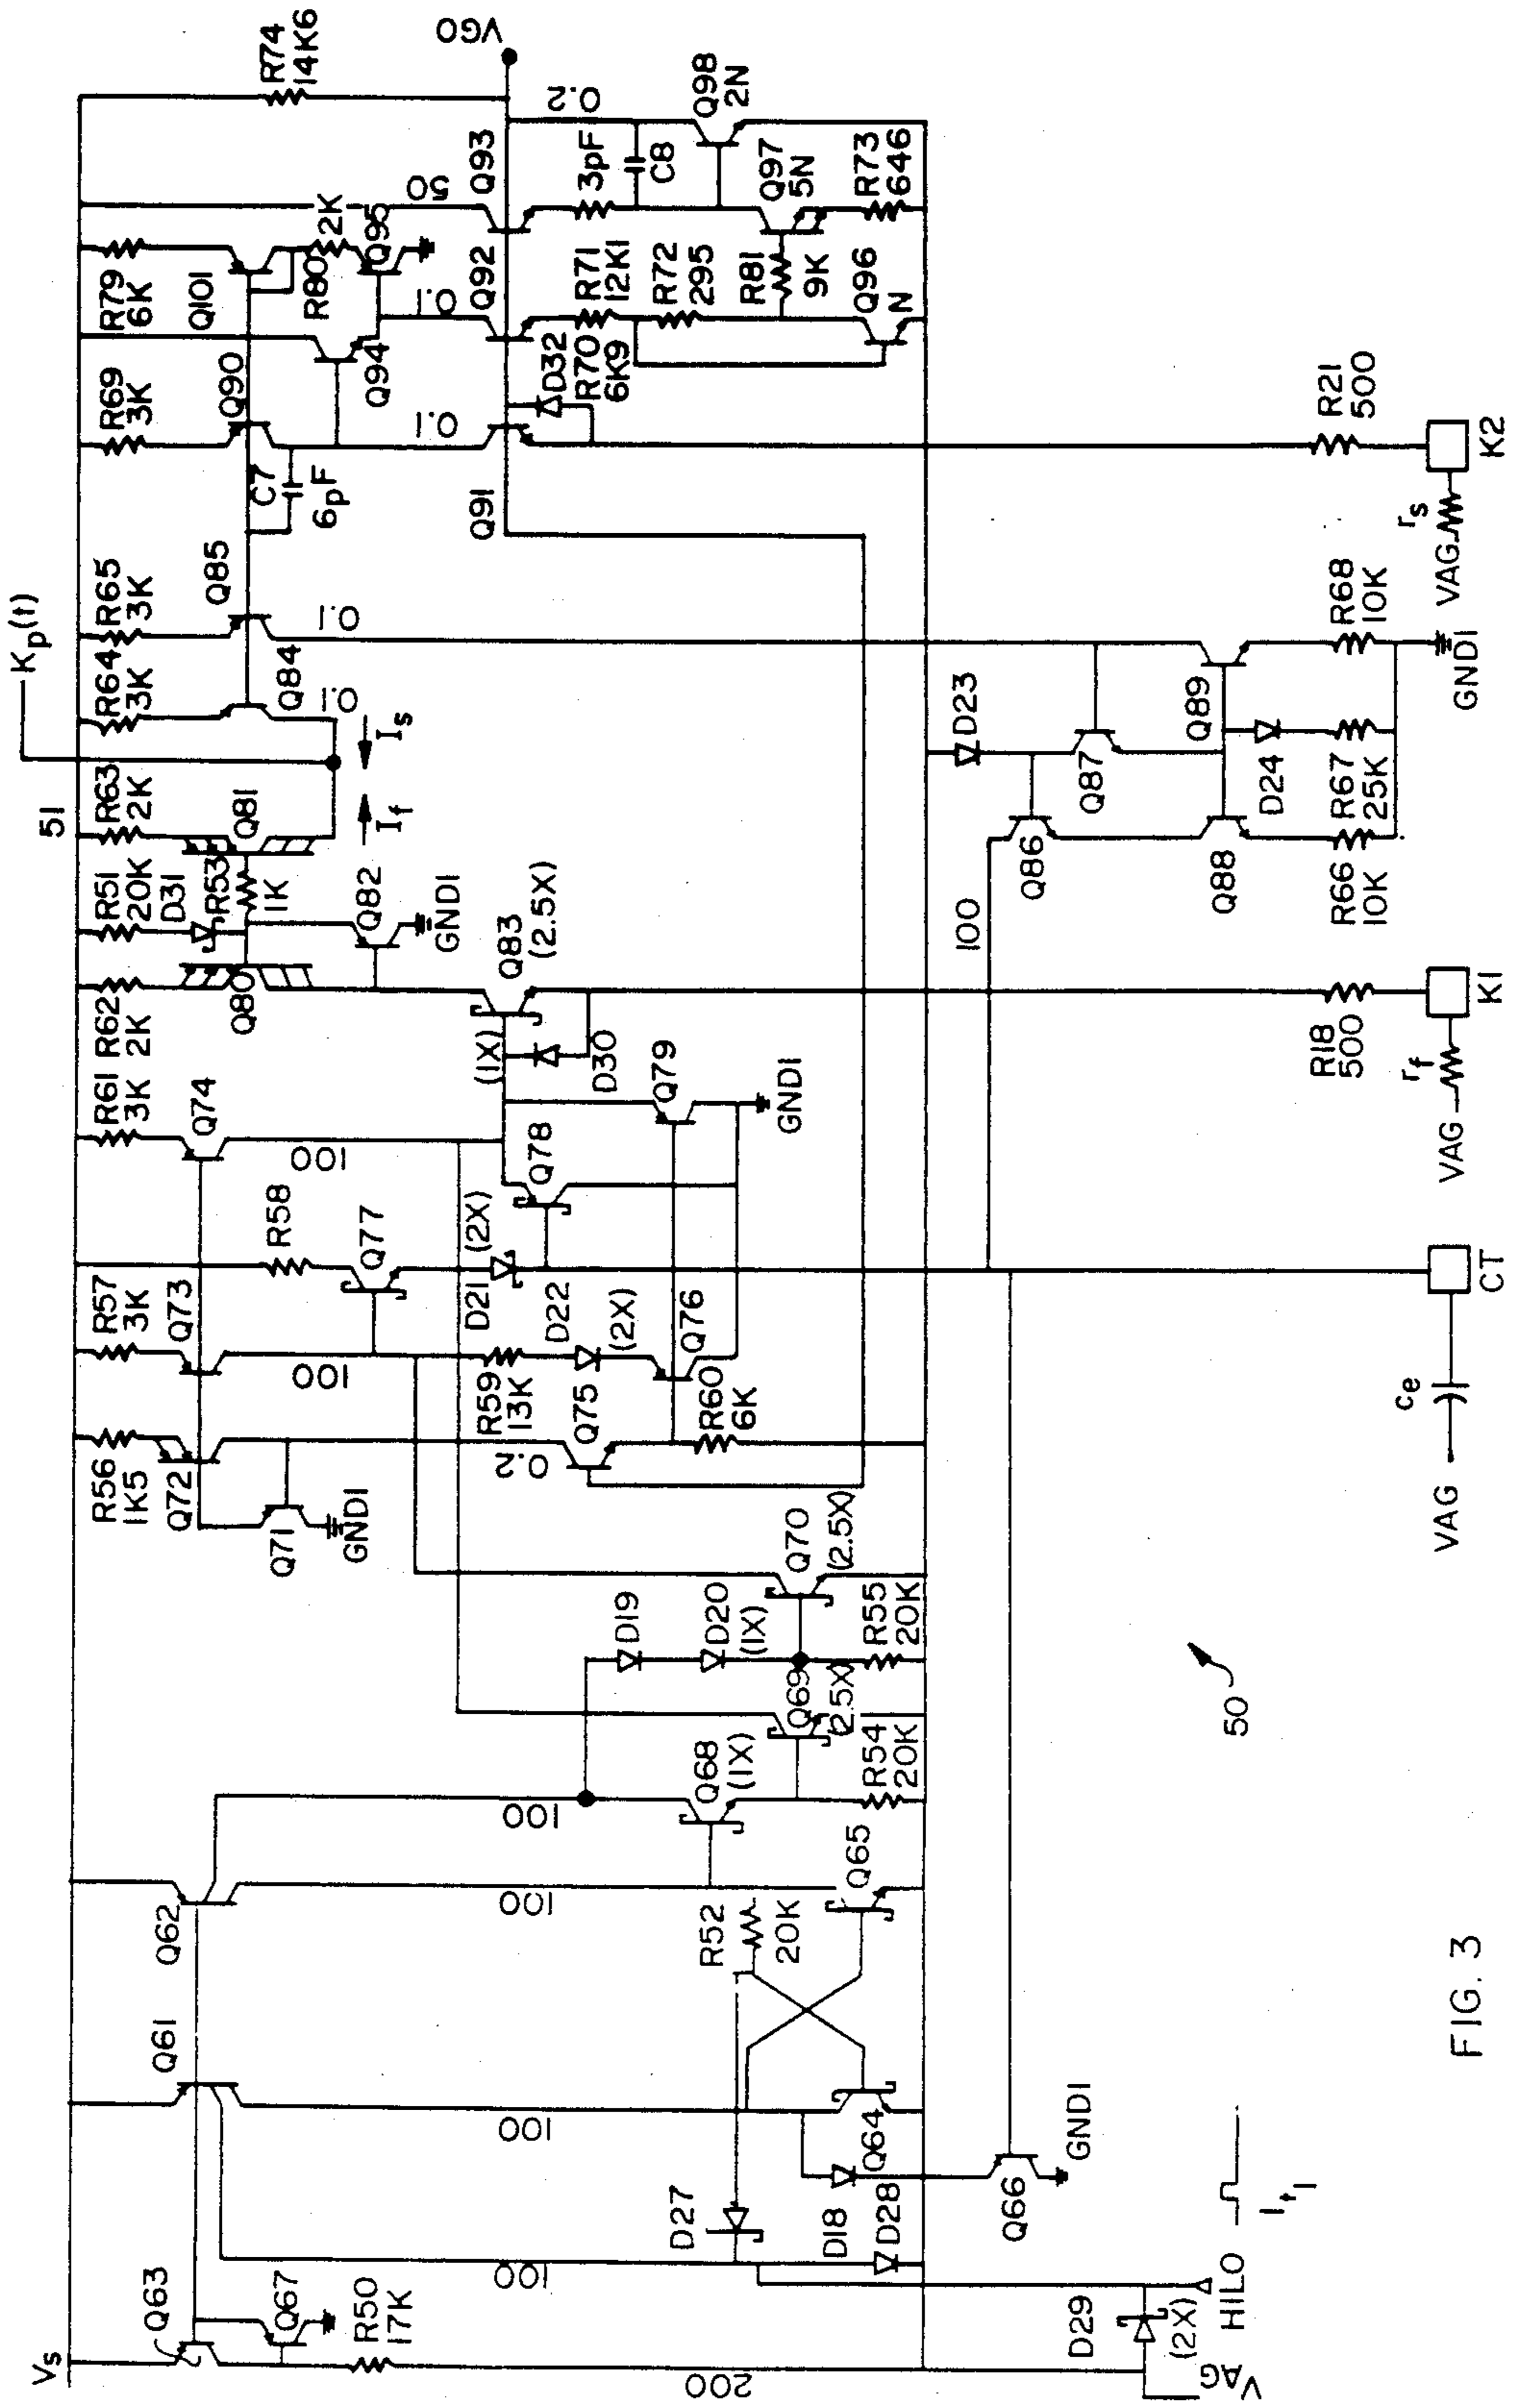 Kp(t)
51
Vs
Q63
Q67
R50
17K
200
Q61
Q62
100
100
100
100
D27
D18
D28
Q64
R52
20K
Q65
Q66
GND1
D29
(2X)
HILO
VAG
It1
Q68
(1X)
Q69
(2.5X)
R54
20K
D19
D20
(1X)
Q70
(2.5X)
R55
20K
R56
1K5
Q72
Q71
GND1
0.2
Q75
R60
6K
R57
3K
Q73
100
R59
13K
D22
(2X)
Q76
R58
Q77
D21
(2X)
Q78
R61
3K
Q74
100
Q79
GND1
(1X)
D30
R62
2K
Q80
R51
20K
D31
R53
1K
Q82
GND1
Q83
(2.5X)
R63
2K
Q81
If
Is
R64
3K
Q84
0.1
R65
3K
Q85
0.1
C7
6pF
R69
3K
Q90
0.1
Q91
D32
R79
6K
Q101
Q94
R80
2K
Q95
0.1
50
Q92
Q93
R70
6K9
R71
12K1
R72
295
R81
9K
Q96
N
3pF
C8
Q97
5N
R73
646
Q98
2N
0.2
R74
14K6
VGO
D23
100
Q86
Q87
Q88
Q89
D24
R66
10K
R67
25K
R68
10K
GND1
R18
500
R21
500
VAG
ce
CT
VAG
rf
K1
VAG
rs
K2
50
FIG. 3